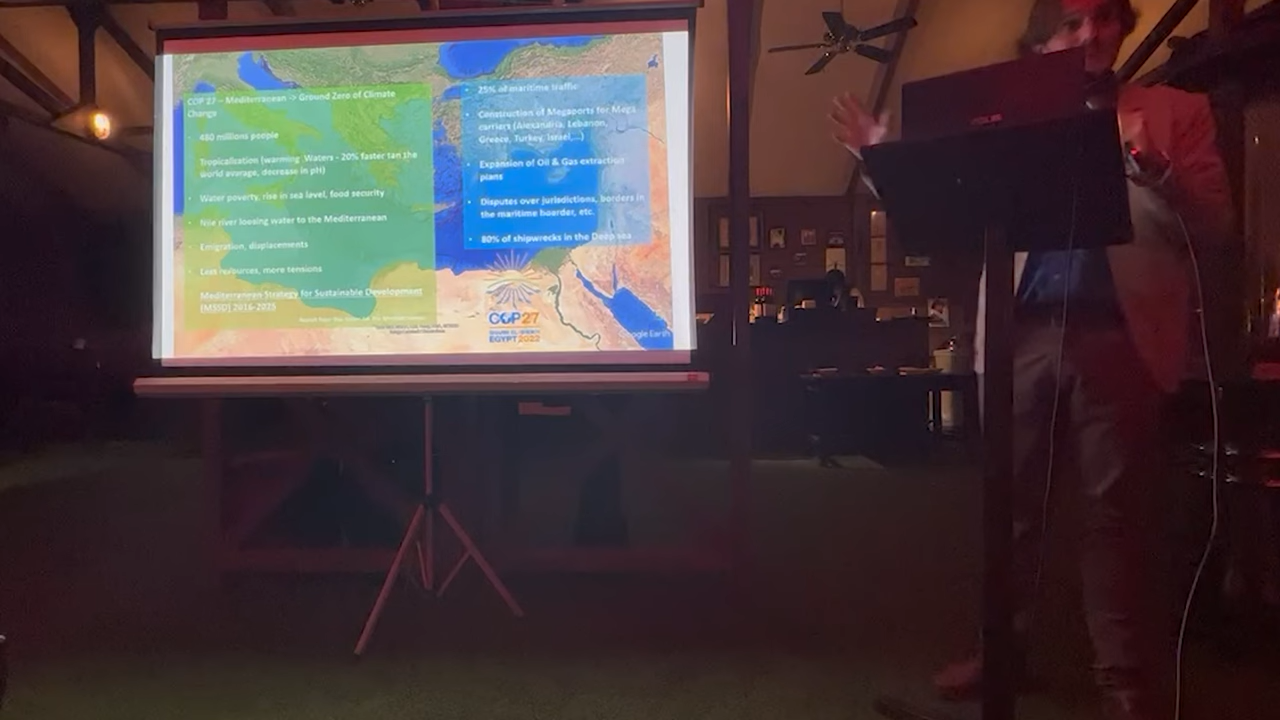 COP 27 – Mediterranean -> Ground Zero of Climate
Change
480 millions people
Tropicalisation (warming Waters - 20% faster tan the
world average, decrease in pH)
Water poverty, rise in sea level, food security
Nile river loosing water to the Mediterranean
Emigration, displacements
Less resources, more tensions
Mediterranean Strategy for Sustainable Development
(MSSD) 2016-2025
25% of maritime traffic
Construction of Megaports for Mega
carriers (Alexandria, Lebanon,
Greece, Turkey, Israel,...)
Expansion of Oil & Gas extraction
plans
Disputes over jurisdictions, borders in
the maritime hoarder, etc.
80% of shipwrecks in the Deep sea
COP27
EGYPT 2022
Google Earth
ASUS